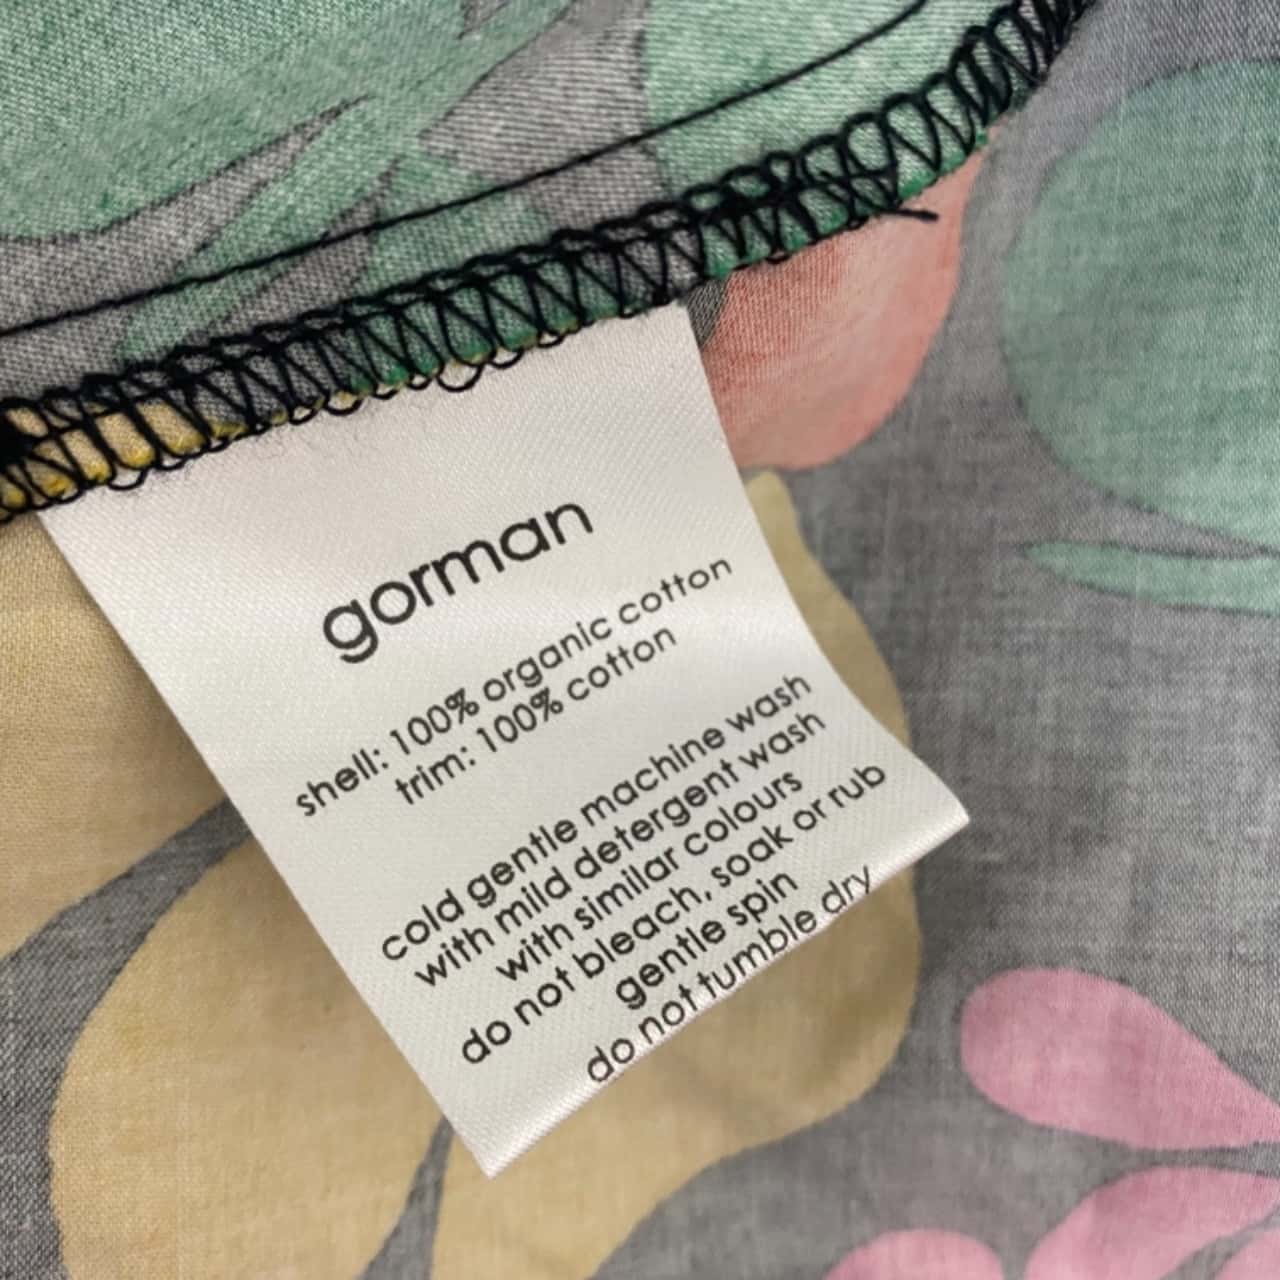 gorman
shell: 100% organic cotton
trim: 100% cotton
cold gentle machine wash
with mild detergent wash
with similar colours
do not bleach, soak or rub
gentle spin
do not tumble dry